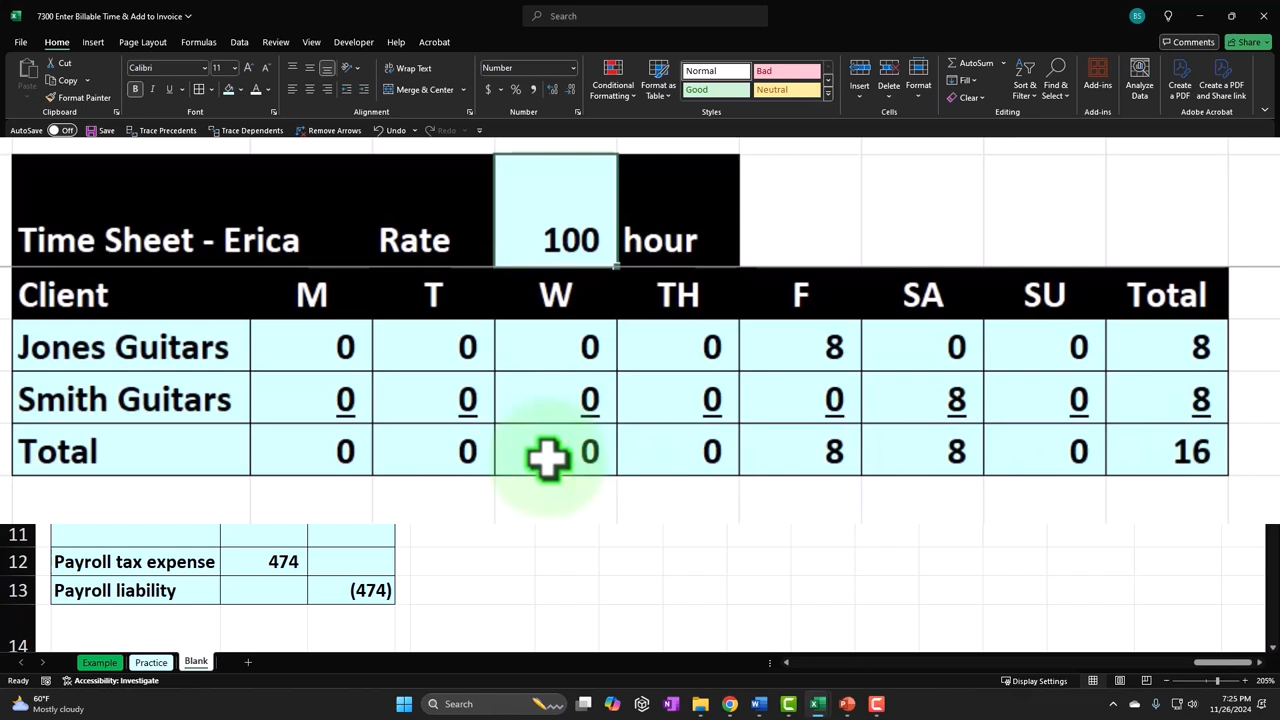 7300 Enter Billable Time & Add to Invoice
Search
BS
File Home Insert Page Layout Formulas Data Review View Developer Help Acrobat
Comments Share
Paste
Cut
Copy
Format Painter
Clipboard
Calibri 11
B I U
Font
Wrap Text
Merge & Center
Alignment
Number
$ % ,
Number
Conditional Formatting
Format as Table
Normal Bad
Good Neutral
Styles
Insert Delete Format
Cells
AutoSum
Fill
Clear
Sort & Filter
Find & Select
Editing
Add-ins
Add-ins
Analyze Data
Create a PDF
Create a PDF and Share link
Adobe Acrobat
AutoSave Off Save Trace Precedents Trace Dependents Remove Arrows Undo Redo
Time Sheet - Erica Rate 100 hour
Client M T W TH F SA SU Total
Jones Guitars 0 0 0 0 8 0 0 8
Smith Guitars 0 0 0 0 0 8 0 8
Total 0 0 0 0 8 8 0 16
11
12 Payroll tax expense 474
13 Payroll liability (474)
14
Example Practice Blank
Ready Accessibility: Investigate Display Settings 205%
60°F
Mostly cloudy
Search
7:25 PM
11/26/2024